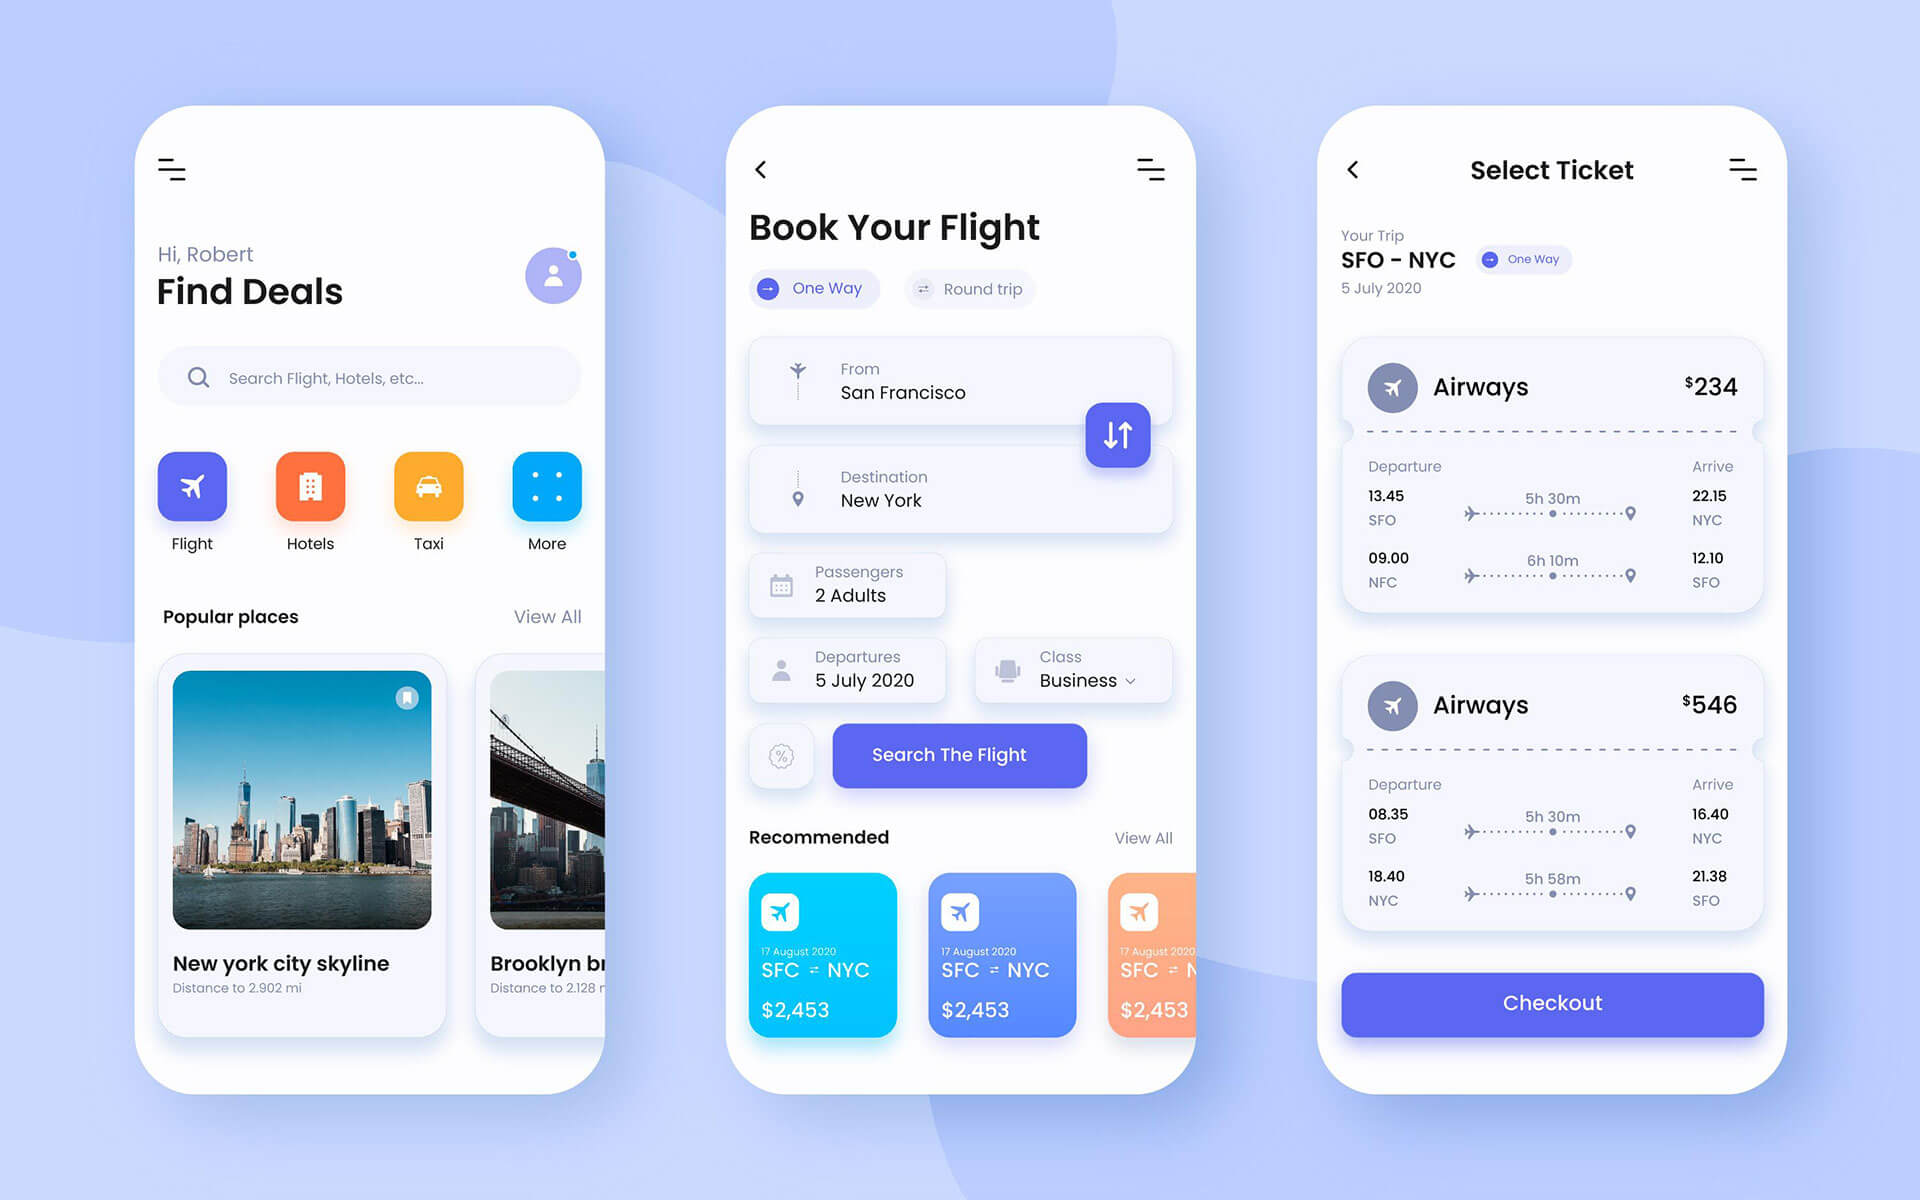 Hi, Robert
Find Deals
Search Flight, Hotels, etc...
Flight
Hotels
Taxi
More
Popular places
View All
New york city skyline
Distance to 2.902 mi
Brooklyn br
Distance to 2.128 m
Book Your Flight
One Way
Round trip
From
San Francisco
Destination
New York
Passengers
2 Adults
Departures
5 July 2020
Class
Business
%
Search The Flight
Recommended
View All
17 August 2020
SFC ⇄ NYC
$2,453
17 August 2020
SFC ⇄ NYC
$2,453
17 August 2020
SFC ⇄ N
$2,453
Select Ticket
Your Trip
SFO - NYC
One Way
5 July 2020
Airways
$234
Departure
Arrive
13.45
5h 30m
22.15
SFO
NYC
09.00
6h 10m
12.10
NFC
SFO
Airways
$546
Departure
Arrive
08.35
5h 30m
16.40
SFO
NYC
18.40
5h 58m
21.38
NYC
SFO
Checkout